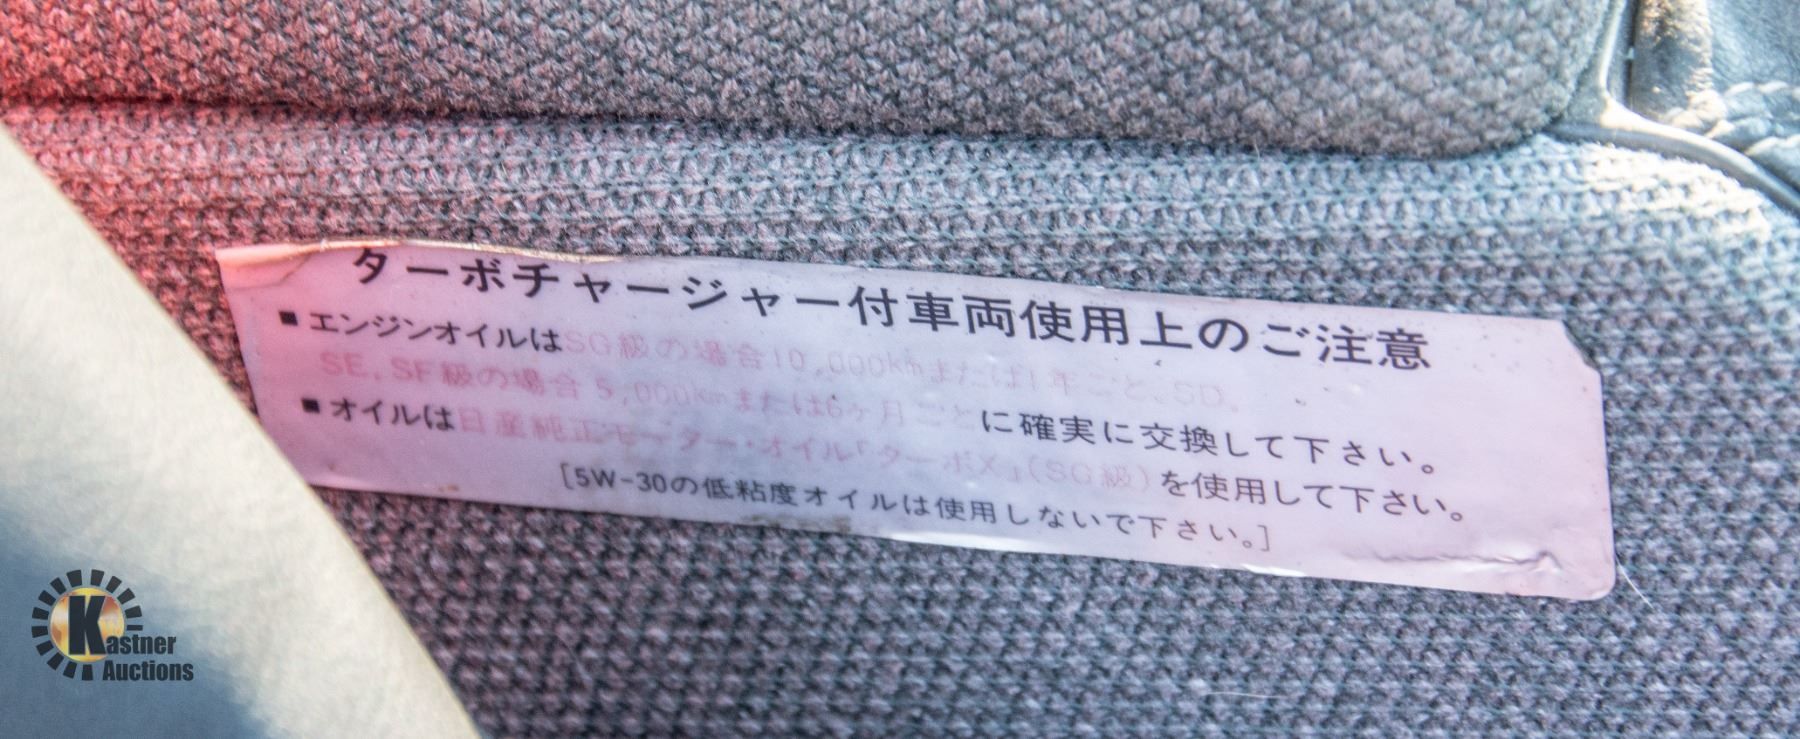 ターボチャージャー付車両使用上のご注意
■エンジンオイルはSG級の場合10,000kmまたは1年ごと、SD,
SE, SF級の場合5,000kmまたは6ケ月ごとに確実に交換して下さい。
■オイルは日産純正モーター・オイル「ターボX」(SG級)を使用して下さい。
[5W-30の低粘度オイルは使用しないで下さい。]
Kastner
Auctions